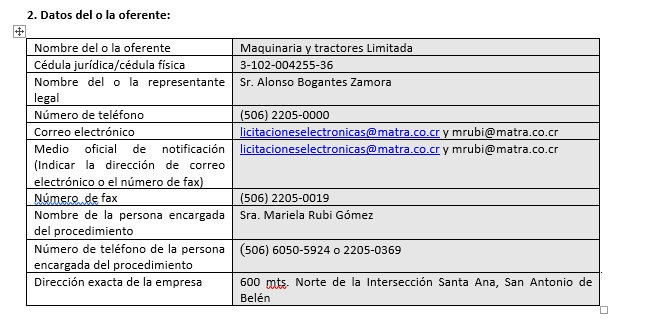 2. Datos del o la oferente:
Nombre del o la oferente Maquinaria y tractores Limitada
Cédula jurídica/cédula física 3-102-004255-36
Nombre del o la representante legal Sr. Alonso Bogantes Zamora
Número de teléfono (506) 2205-0000
Correo electrónico licitacioneselectronicas@matra.co.cr y mrubi@matra.co.cr
Medio oficial de notificación licitacioneselectronicas@matra.co.cr y mrubi@matra.co.cr
(Indicar la dirección de correo
electrónico o el número de fax)
Número de fax (506) 2205-0019
Nombre de la persona encargada Sra. Mariela Rubi Gómez
del procedimiento
Número de teléfono de la persona (506) 6050-5924 o 2205-0369
encargada del procedimiento
Dirección exacta de la empresa 600 mts. Norte de la Intersección Santa Ana, San Antonio de
Belén